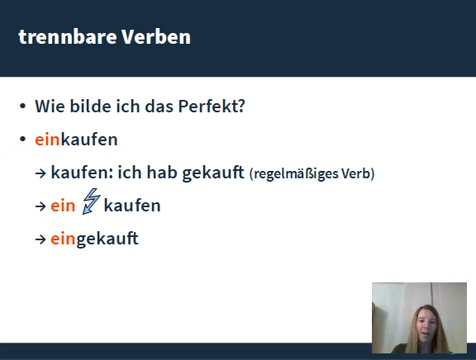 trennbare Verben
• Wie bilde ich das Perfekt?
• einkaufen
→ kaufen: ich hab gekauft (regelmäßiges Verb)
→ ein kaufen
→ eingekauft